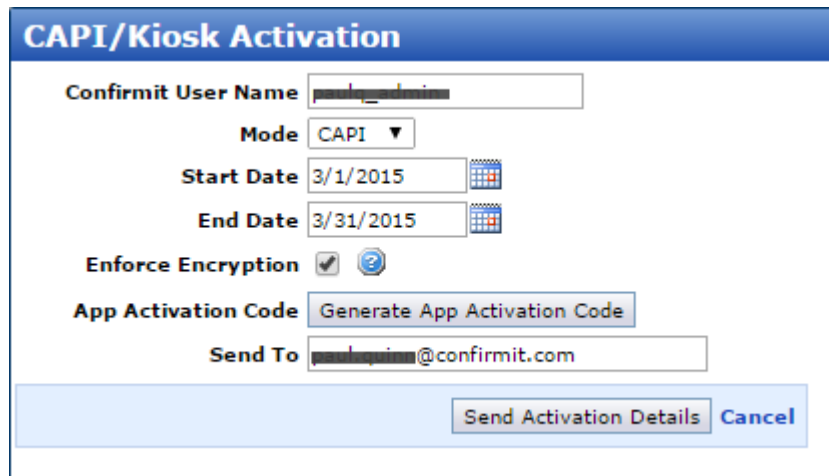 CAPI/Kiosk Activation
Confirmit User Name
Mode CAPI
Start Date 3/1/2015
End Date 3/31/2015
Enforce Encryption
App Activation Code Generate App Activation Code
Send To @confirmit.com
Send Activation Details Cancel